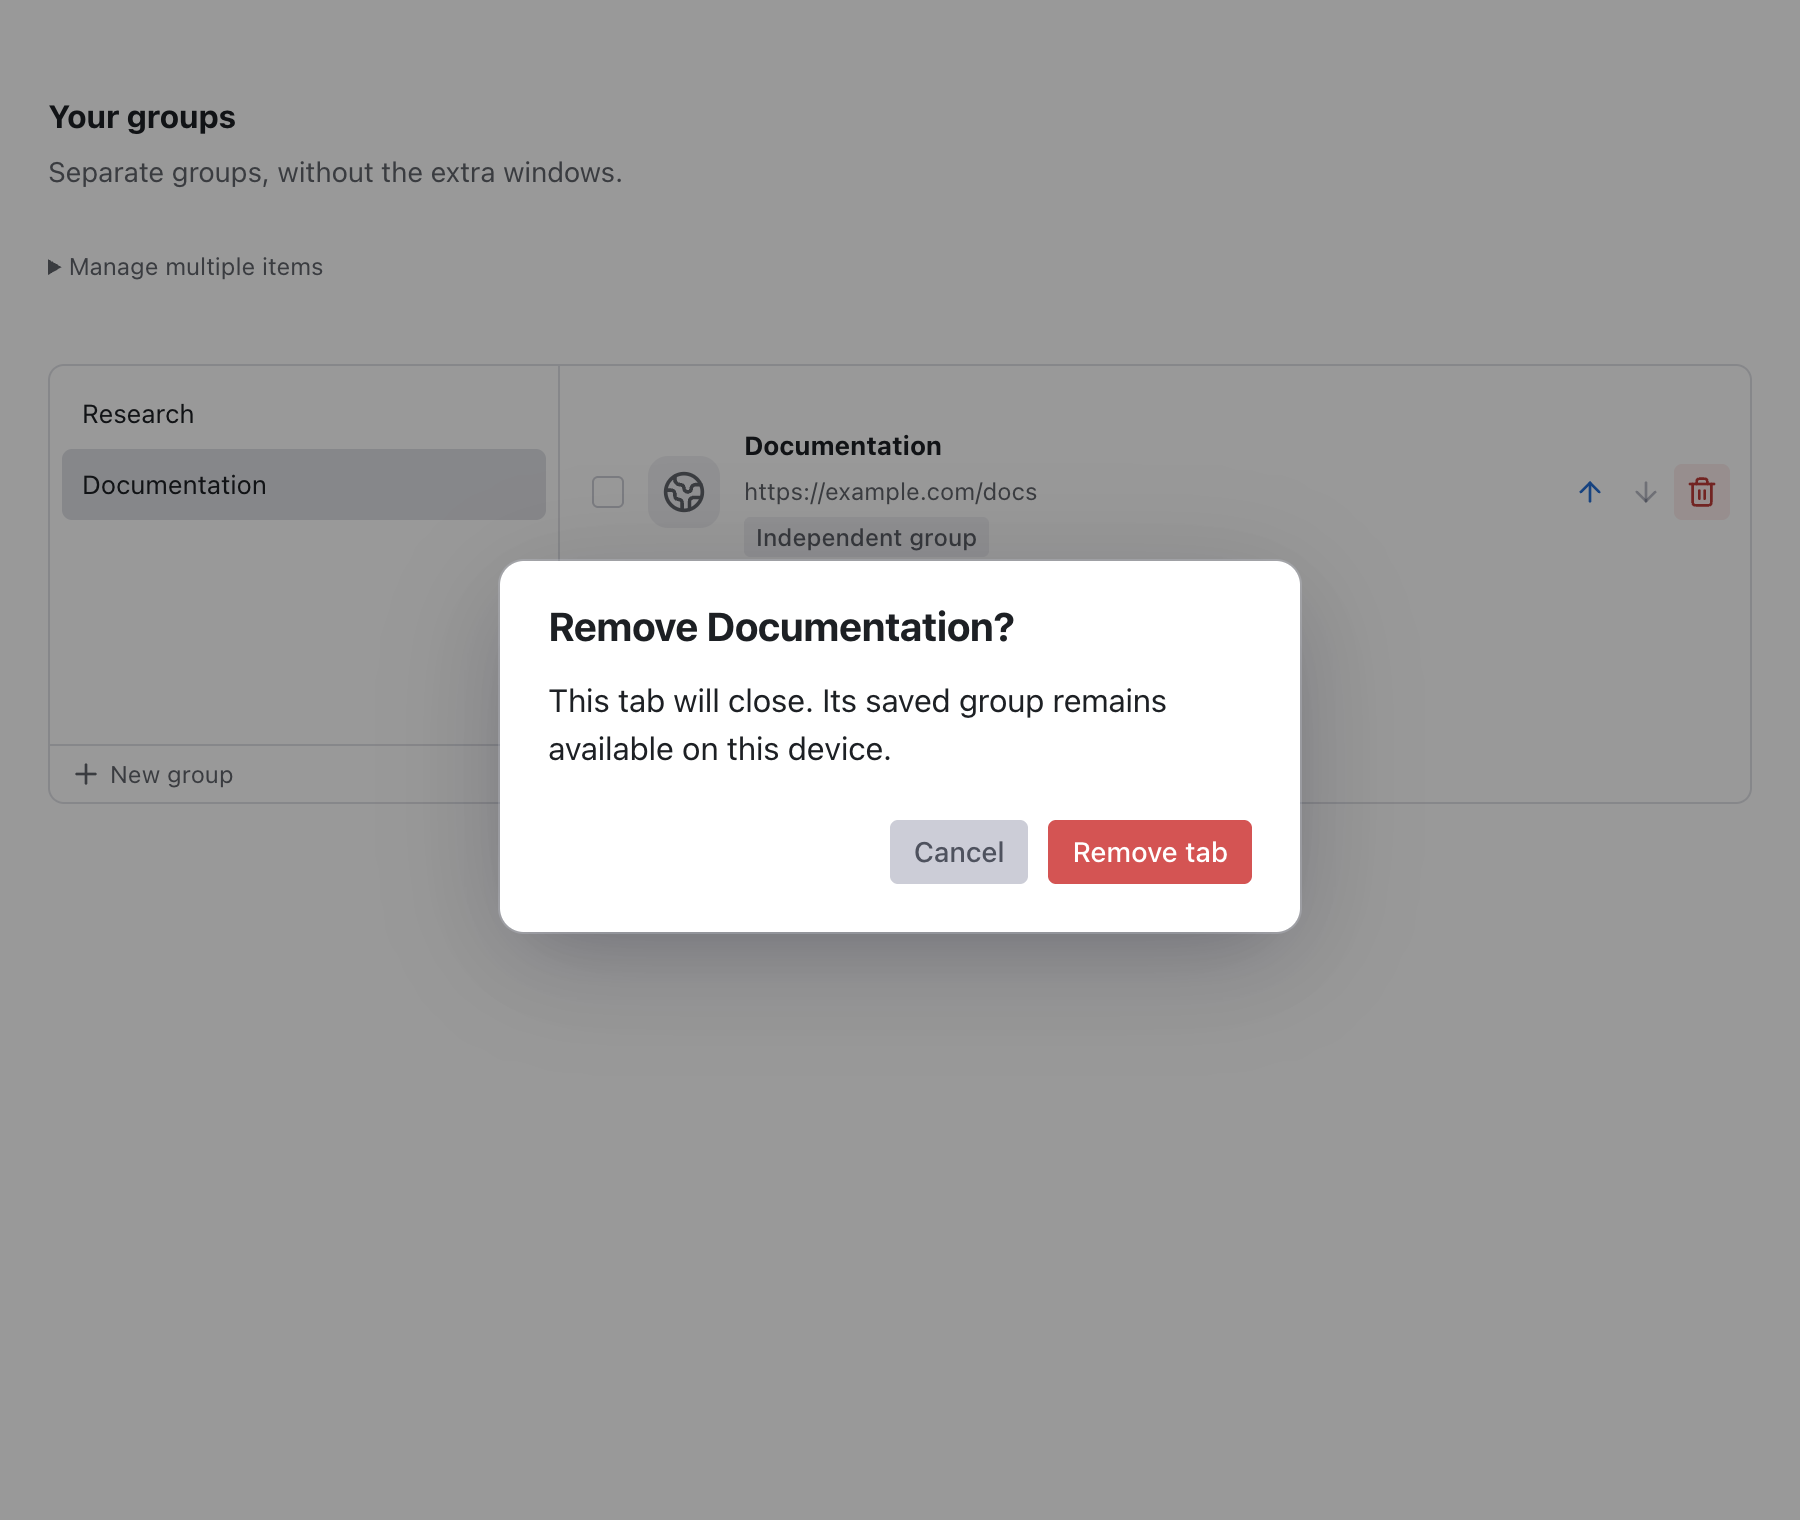 Your groups
Separate groups, without the extra windows.
Manage multiple items
Research
Documentation
Documentation
https://example.com/docs
Independent group
Remove Documentation?
This tab will close. Its saved group remains
available on this device.
Cancel
Remove tab
New group